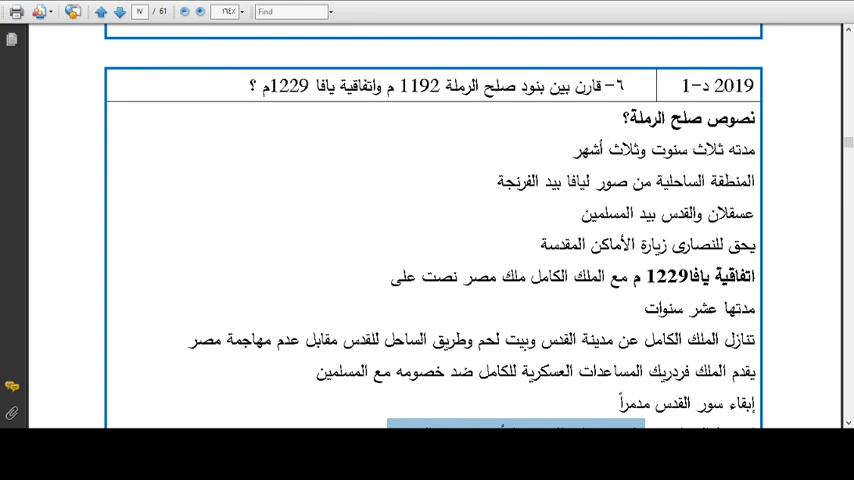 ١٧ / 61 ١٦٤٪ Find
2019 د-1
٦- قارن بين بنود صلح الرملة 1192 م واتفاقية يافا 1229م ؟
نصوص صلح الرملة؟
مدته ثلاث سنوت وثلاث أشهر
المنطقة الساحلية من صور ليافا بيد الفرنجة
عسقلان والقدس بيد المسلمين
يحق للنصارى زيارة الأماكن المقدسة
اتفاقية يافا1229 م مع الملك الكامل ملك مصر نصت على
مدتها عشر سنوات
تنازل الملك الكامل عن مدينة القدس وبيت لحم وطريق الساحل للقدس مقابل عدم مهاجمة مصر
يقدم الملك فردريك المساعدات العسكرية للكامل ضد خصومه مع المسلمين
إبقاء سور القدس مدمراً